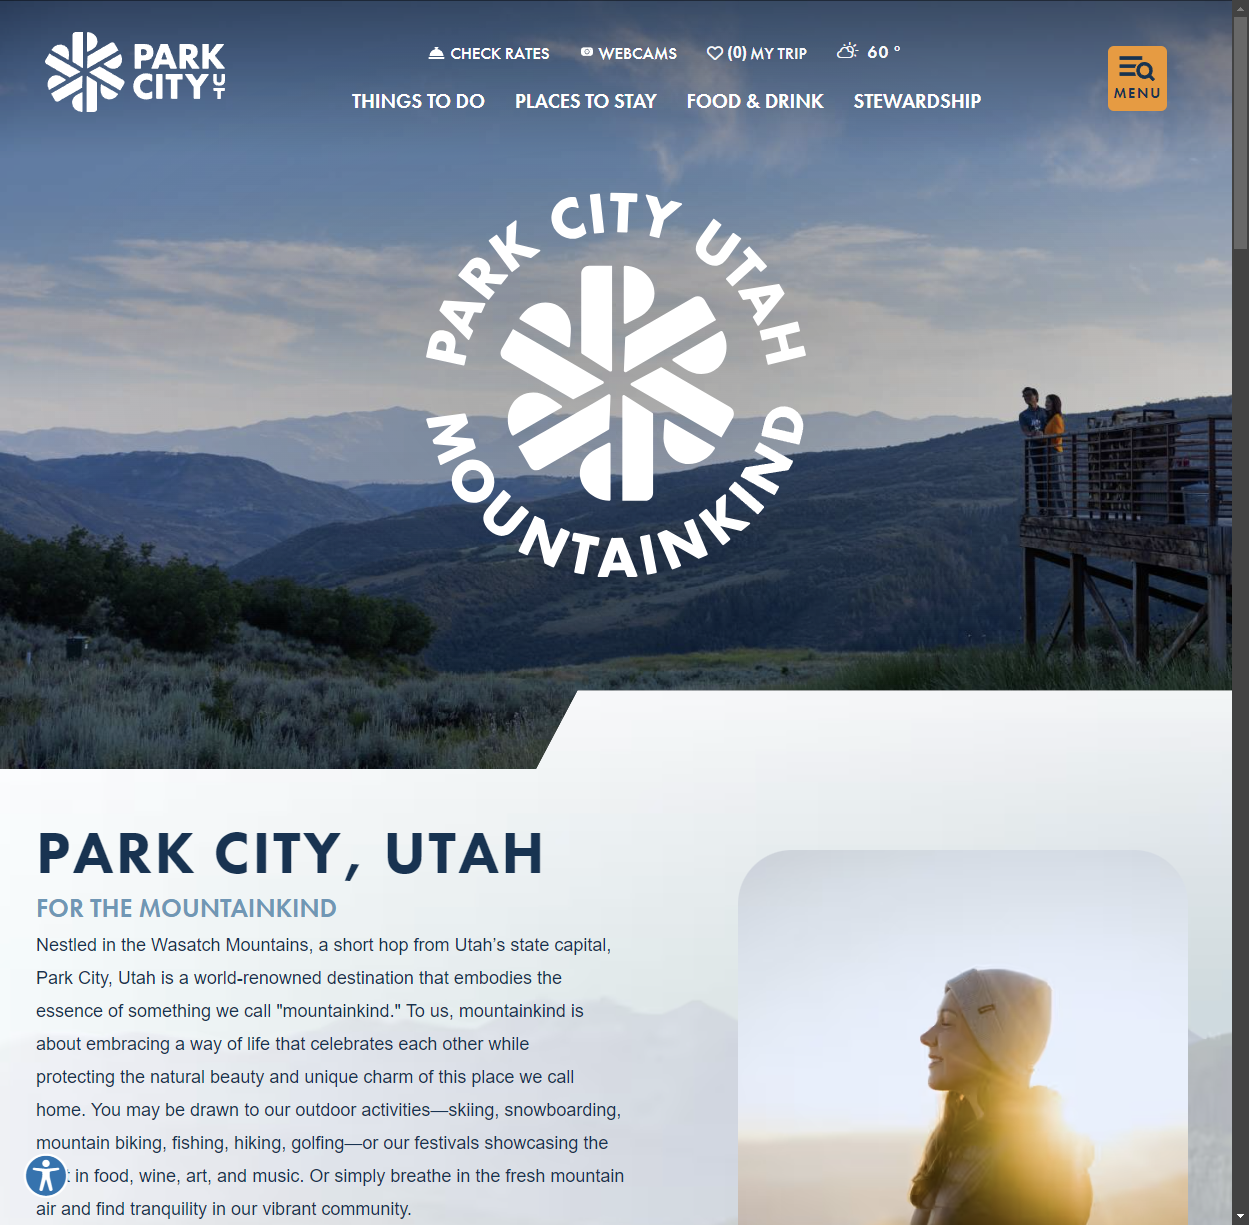 PARK
CITY UT
CHECK RATES
WEBCAMS
(0) MY TRIP
60 °
MENU
THINGS TO DO
PLACES TO STAY
FOOD & DRINK
STEWARDSHIP
PARK CITY UTAH
MOUNTAINKIND
PARK CITY, UTAH
FOR THE MOUNTAINKIND
Nestled in the Wasatch Mountains, a short hop from Utah’s state capital,
Park City, Utah is a world-renowned destination that embodies the
essence of something we call "mountainkind." To us, mountainkind is
about embracing a way of life that celebrates each other while
protecting the natural beauty and unique charm of this place we call
home. You may be drawn to our outdoor activities—skiing, snowboarding,
mountain biking, fishing, hiking, golfing—or our festivals showcasing the
in food, wine, art, and music. Or simply breathe in the fresh mountain
air and find tranquility in our vibrant community.